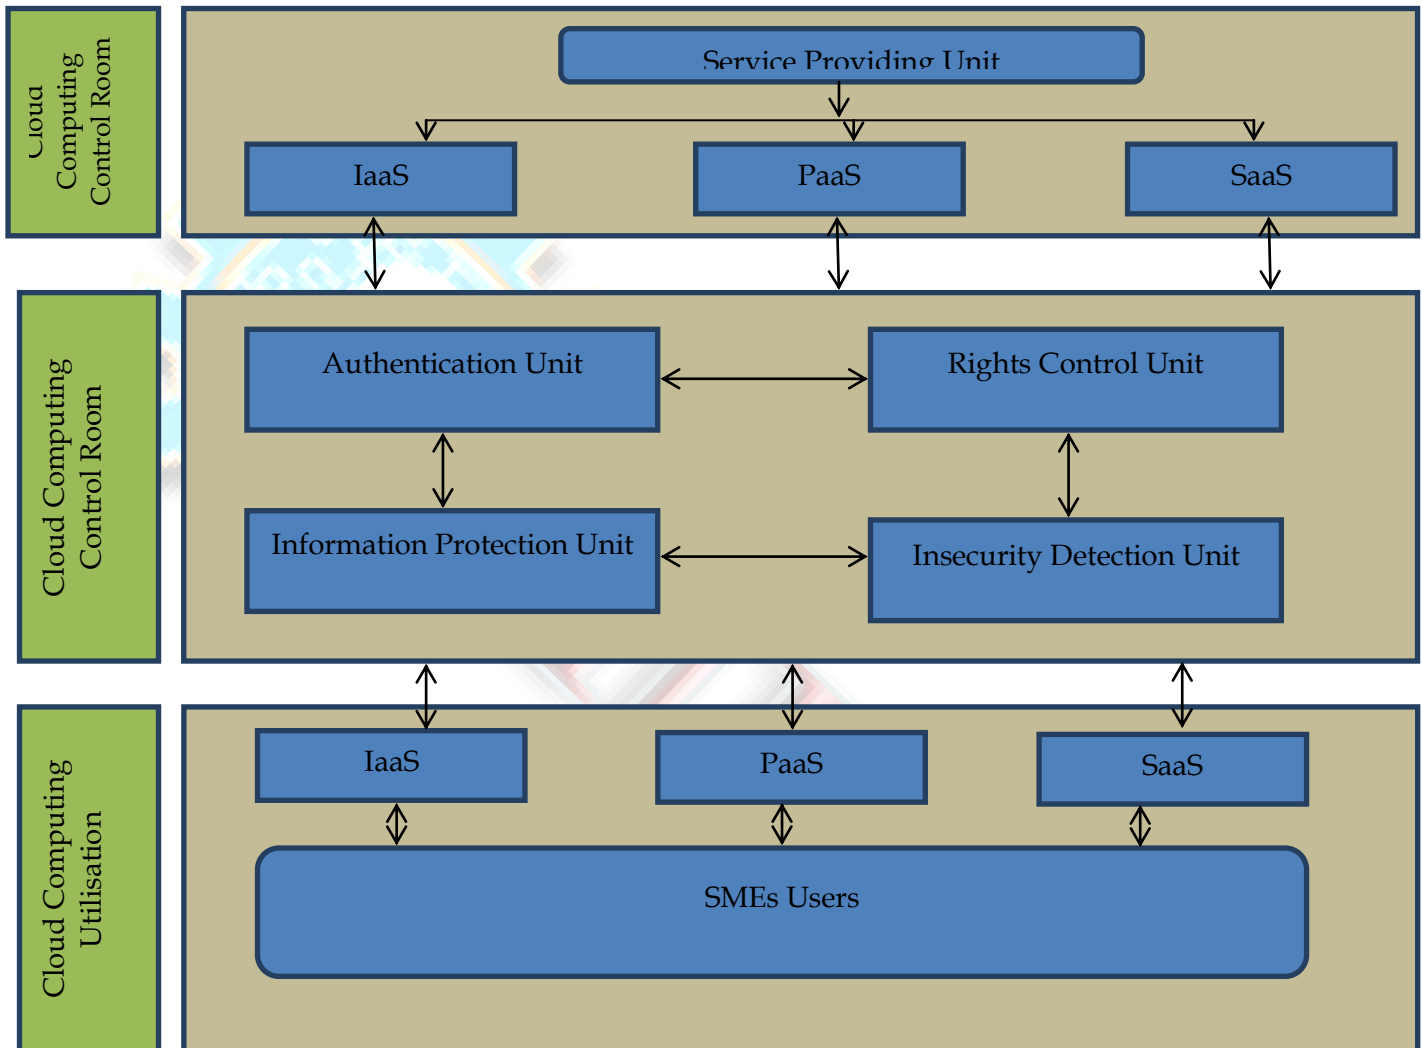 Cloud
Computing
Control Room
Service Providing Unit
IaaS
PaaS
SaaS
Cloud Computing
Control Room
Authentication Unit
Rights Control Unit
Information Protection Unit
Insecurity Detection Unit
Cloud Computing
Utilisation
IaaS
PaaS
SaaS
SMEs Users